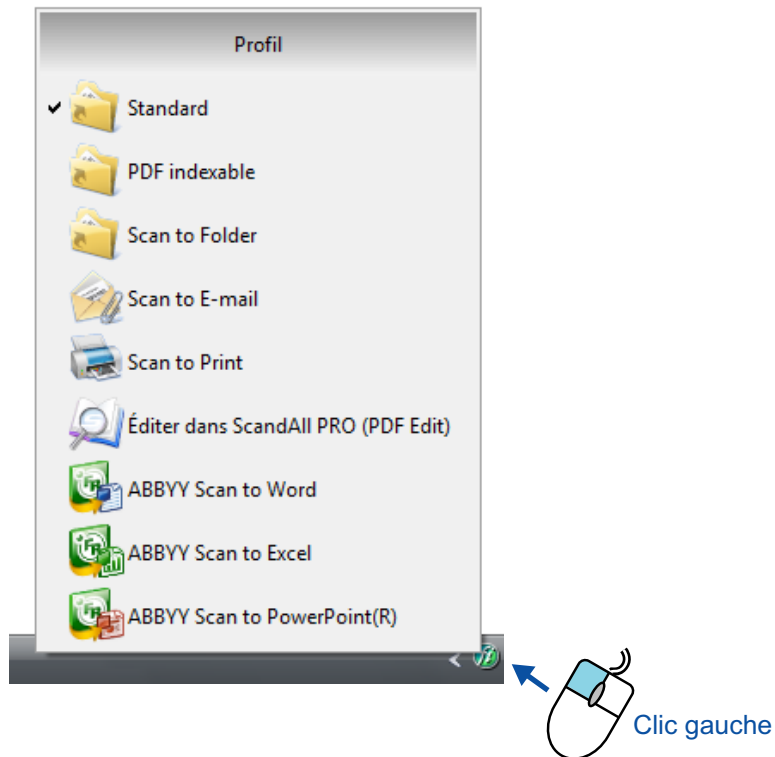 Profil
Standard
PDF indexable
Scan to Folder
Scan to E-mail
Scan to Print
Éditer dans ScandAll PRO (PDF Edit)
ABBYY Scan to Word
ABBYY Scan to Excel
ABBYY Scan to PowerPoint(R)
Clic gauche